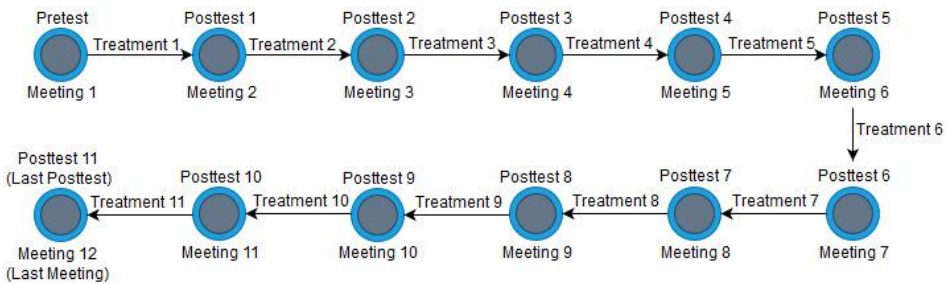 Pretest
Posttest 1
Posttest 2
Posttest 3
Posttest 4
Posttest 5
Treatment 1
Treatment 2
Treatment 3
Treatment 4
Treatment 5
Meeting 1
Meeting 2
Meeting 3
Meeting 4
Meeting 5
Meeting 6
Treatment 6
Posttest 11
(Last Posttest)
Posttest 10
Posttest 9
Posttest 8
Posttest 7
Posttest 6
Treatment 11
Treatment 10
Treatment 9
Treatment 8
Treatment 7
Meeting 12
(Last Meeting)
Meeting 11
Meeting 10
Meeting 9
Meeting 8
Meeting 7